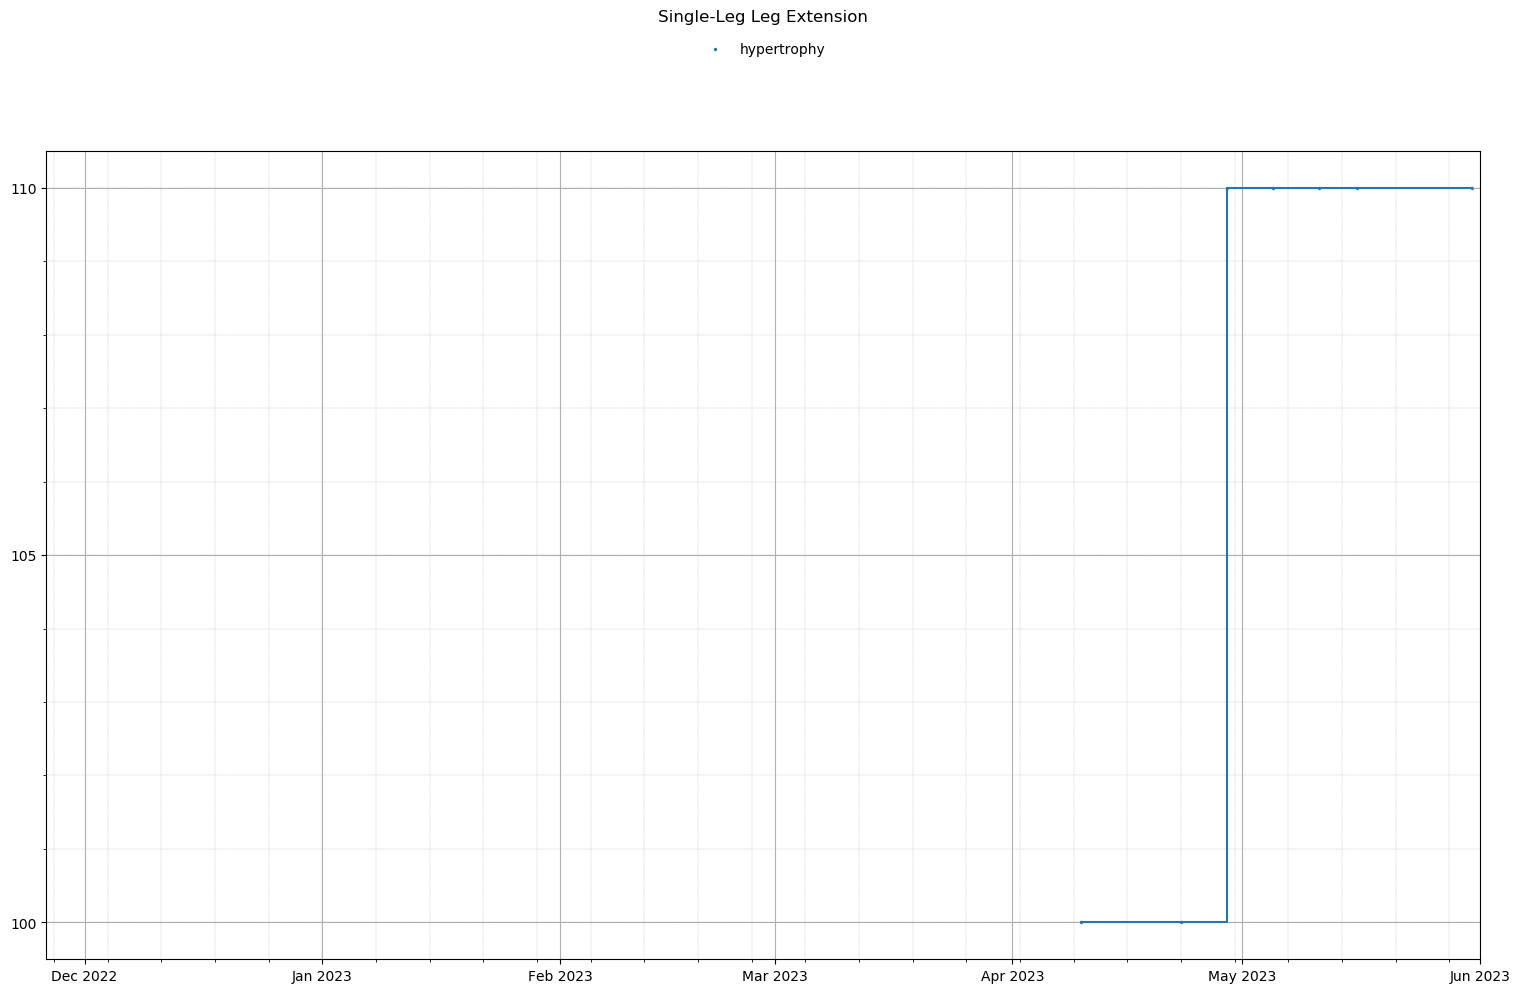 Single-Leg Leg Extension
hypertrophy
110
105
100
Dec 2022
Jan 2023
Feb 2023
Mar 2023
Apr 2023
May 2023
Jun 2023